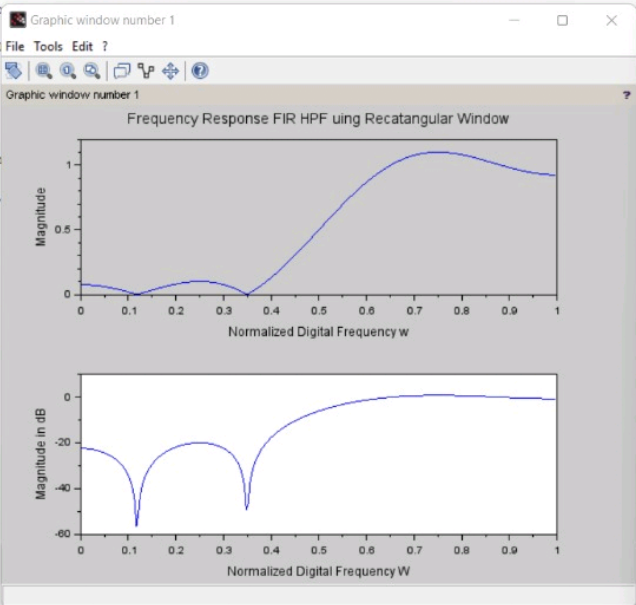 Graphic window number 1
File Tools Edit ?
Graphic window number 1 ?
Frequency Response FIR HPF uing Recatangular Window
Magnitude
1
0.5
0
0 0.1 0.2 0.3 0.4 0.5 0.6 0.7 0.8 0.9 1
Normalized Digital Frequency w
Magnitude in dB
0
-20
-40
-60
0 0.1 0.2 0.3 0.4 0.5 0.6 0.7 0.8 0.9 1
Normalized Digital Frequency W